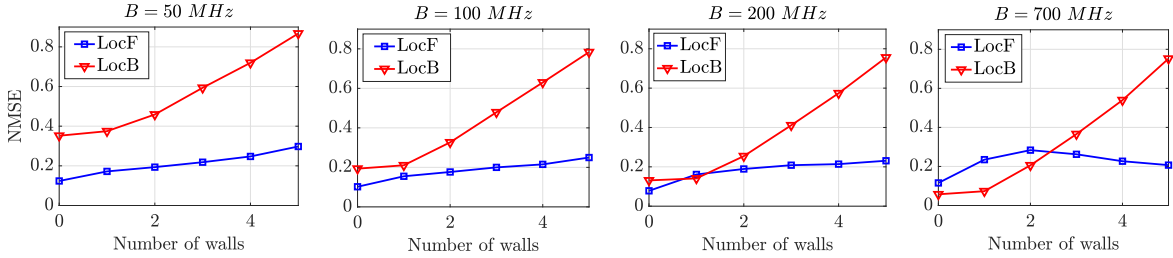 B = 50 MHz
B = 100 MHz
B = 200 MHz
B = 700 MHz
NMSE
0.8
0.6
0.4
0.2
0
LocF
LocB
0 2 4
Number of walls
0.8
0.6
0.4
0.2
0
LocF
LocB
0 2 4
Number of walls
0.8
0.6
0.4
0.2
0
LocF
LocB
0 2 4
Number of walls
0.8
0.6
0.4
0.2
0
LocF
LocB
0 2 4
Number of walls